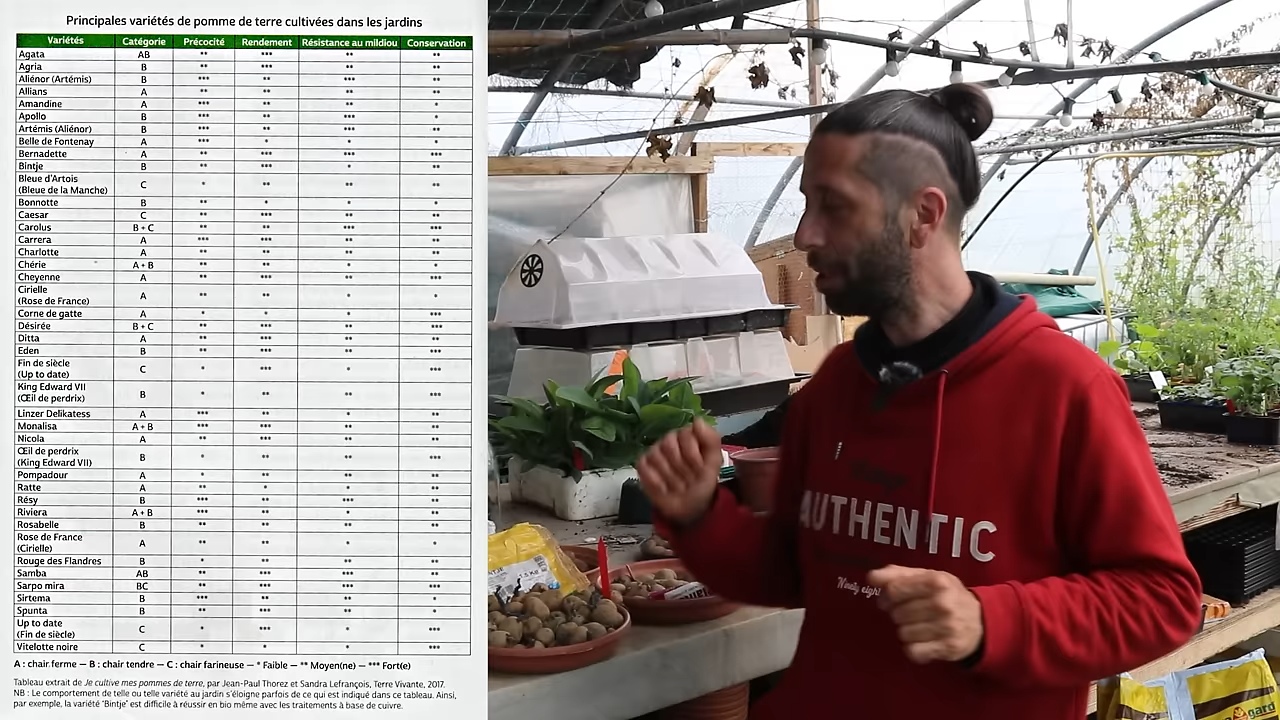 Principales variétés de pomme de terre cultivées dans les jardins
Variétés Catégorie Précocité Rendement Résistance au mildiou Conservation
Agata AB ** *** ** **
Agria B ** *** ** **
Aliénor (Artémis) B *** ** *** **
Allians A ** ** ** **
Amandine A *** ** ** *
Apollo B *** ** *** *
Artémis (Aliénor) B *** ** *** **
Belle de Fontenay A *** * * *
Bernadette A ** *** *** ***
Bintje B ** *** * **
Bleue d'Artois
(Bleue de la Manche) C * ** ** **
Bonnotte B ** * * *
Caesar C ** *** ** ***
Carolus B + C ** ** *** ***
Carrera A *** *** ** **
Charlotte A ** ** ** **
Chérie A + B ** ** * *
Cheyenne A ** *** ** ***
Cirielle
(Rose de France) A ** ** * *
Corne de gatte A * * ** ***
Désirée B + C ** *** ** ***
Ditta A ** *** ** **
Eden B ** *** ** ***
Fin de siècle
(Up to date) C * *** * ***
King Edward VII
(Œil de perdrix) B * ** ** ***
Linzer Delikatess A *** ** * **
Monalisa A + B *** ** ** **
Nicola A ** *** ** **
Œil de perdrix
(King Edward VII) B * ** ** ***
Pompadour A * ** ** **
Ratte A ** * * **
Résy B *** ** *** **
Riviera A + B *** ** * **
Rosabelle B ** ** ** **
Rose de France
(Cirielle) A ** ** * *
Rouge des Flandres B * ** ** **
Samba AB ** *** *** **
Sarpo mira BC ** *** *** ***
Sirtema B *** ** ** *
Spunta B ** *** ** *
Up to date
(Fin de siècle) C * *** * ***
Vitelotte noire C * * ** ***
A : chair ferme — B : chair tendre — C : chair farineuse — * Faible — ** Moyen(ne) — *** Fort(e)
Tableau extrait de Je cultive mes pommes de terre, par Jean-Paul Thorez et Sandra Lefrançois, Terre Vivante, 2017.
NB : Le comportement de telle ou telle variété au jardin s'éloigne parfois de ce qui est indiqué dans ce tableau. Ainsi,
par exemple, la variété 'Bintje' est difficile à réussir en bio même avec les traitements à base de cuivre.
AUTHENTIC
Ninety eight